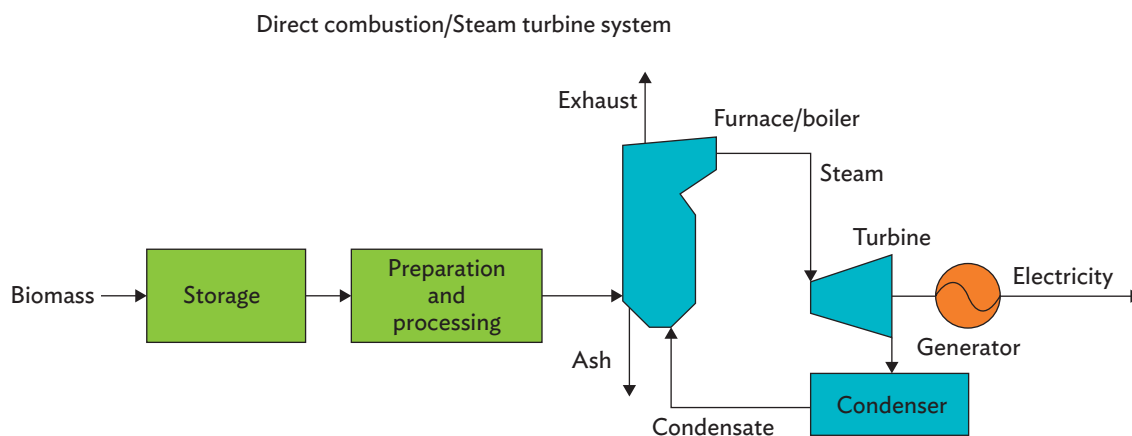 Direct combustion/Steam turbine system
Exhaust
Furnace/boiler
Steam
Turbine
Biomass
Storage
Preparation
and
processing
Electricity
Generator
Ash
Condenser
Condensate